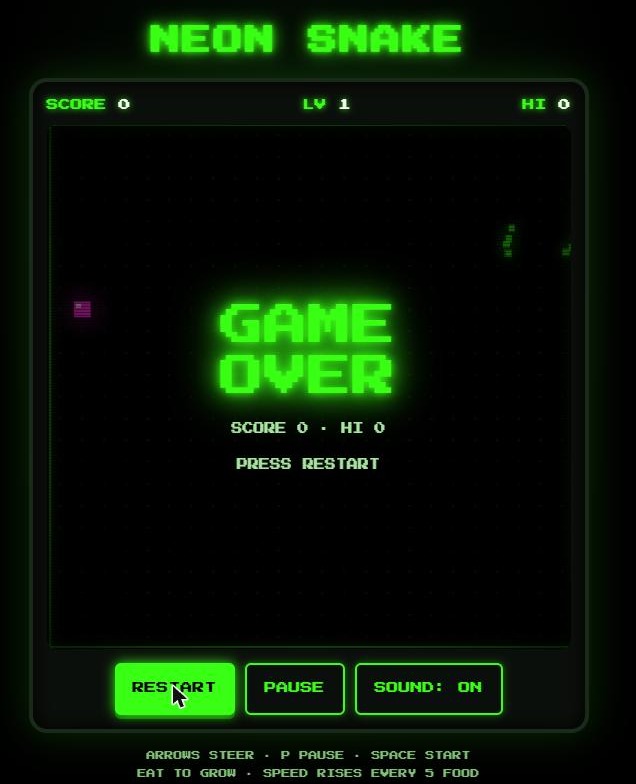 NEON SNAKE
SCORE 0 LV 1 HI 0
GAME
OVER
SCORE 0 · HI 0
PRESS RESTART
RESTART PAUSE SOUND: ON
ARROWS STEER · P PAUSE · SPACE START
EAT TO GROW · SPEED RISES EVERY 5 FOOD